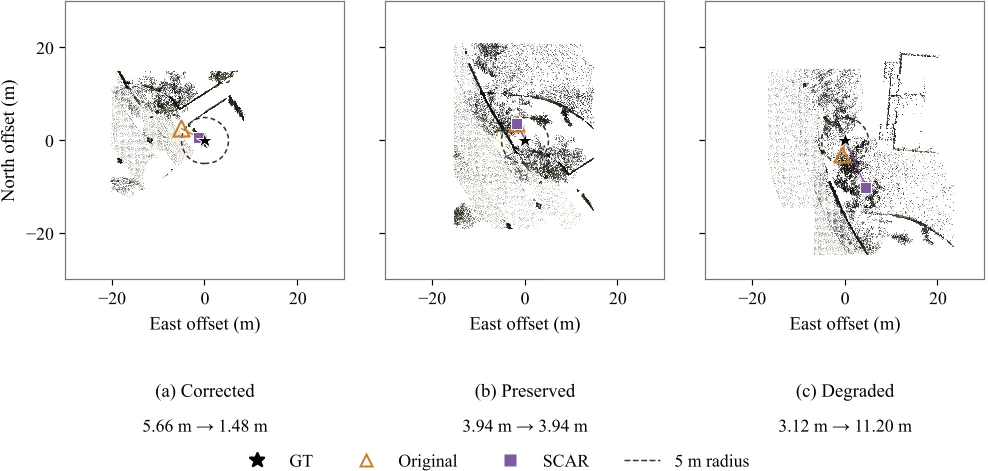 20
0
−20
North offset (m)
−20 0 20
East offset (m)
−20 0 20
East offset (m)
−20 0 20
East offset (m)
(a) Corrected
5.66 m → 1.48 m
(b) Preserved
3.94 m → 3.94 m
(c) Degraded
3.12 m → 11.20 m
GT Original SCAR 5 m radius